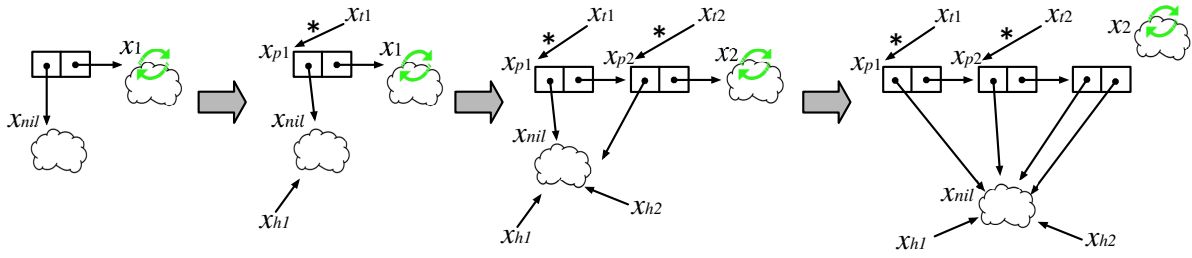 x1
xnil
xt1
*
xp1
x1
xnil
xh1
xt1
xt2
*
*
xp1
xp2
x2
xnil
xh2
xh1
xt1
xt2
x2
*
*
xp1
xp2
xnil
xh1
xh2